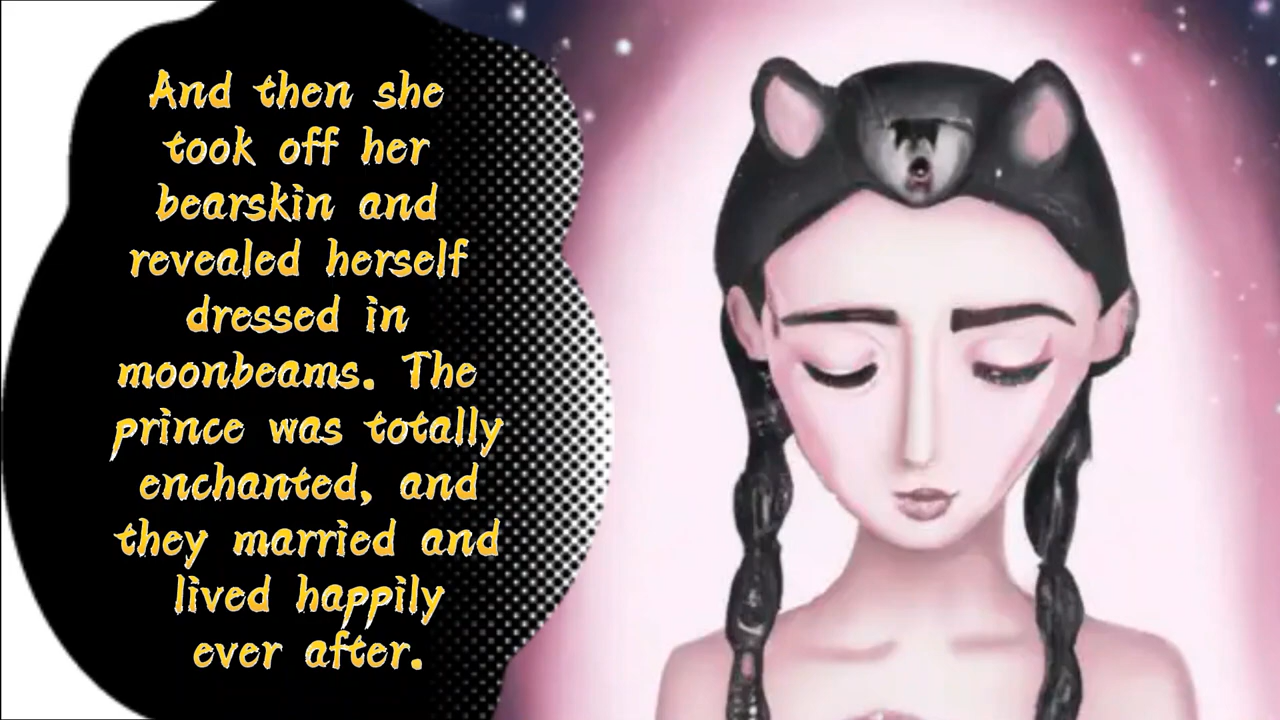 And then she
took off her
bearskin and
revealed herself
dressed in
moonbeams. The
prince was totally
enchanted, and
they married and
lived happily
ever after.